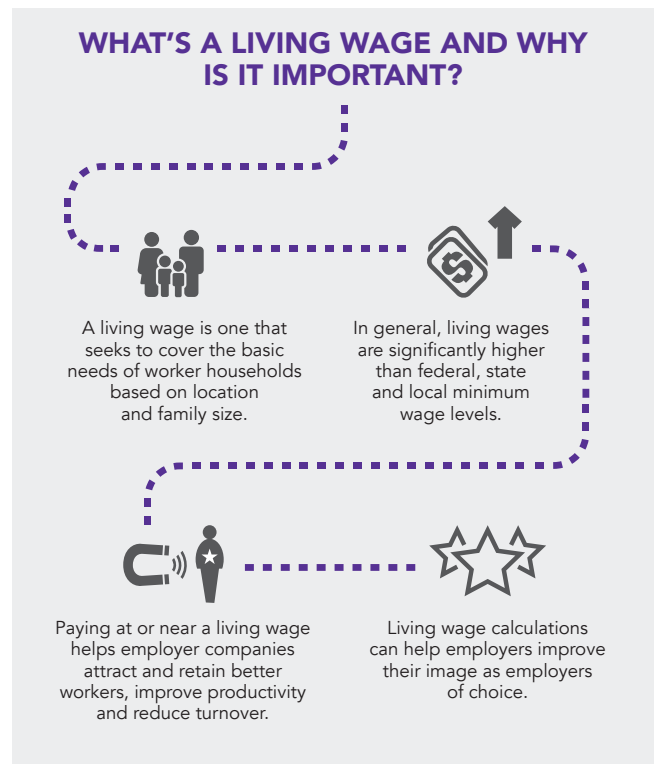 WHAT'S A LIVING WAGE AND WHY
IS IT IMPORTANT?
A living wage is one that
seeks to cover the basic
needs of worker households
based on location
and family size.
In general, living wages
are significantly higher
than federal, state
and local minimum
wage levels.
Paying at or near a living wage
helps employer companies
attract and retain better
workers, improve productivity
and reduce turnover.
Living wage calculations
can help employers improve
their image as employers
of choice.